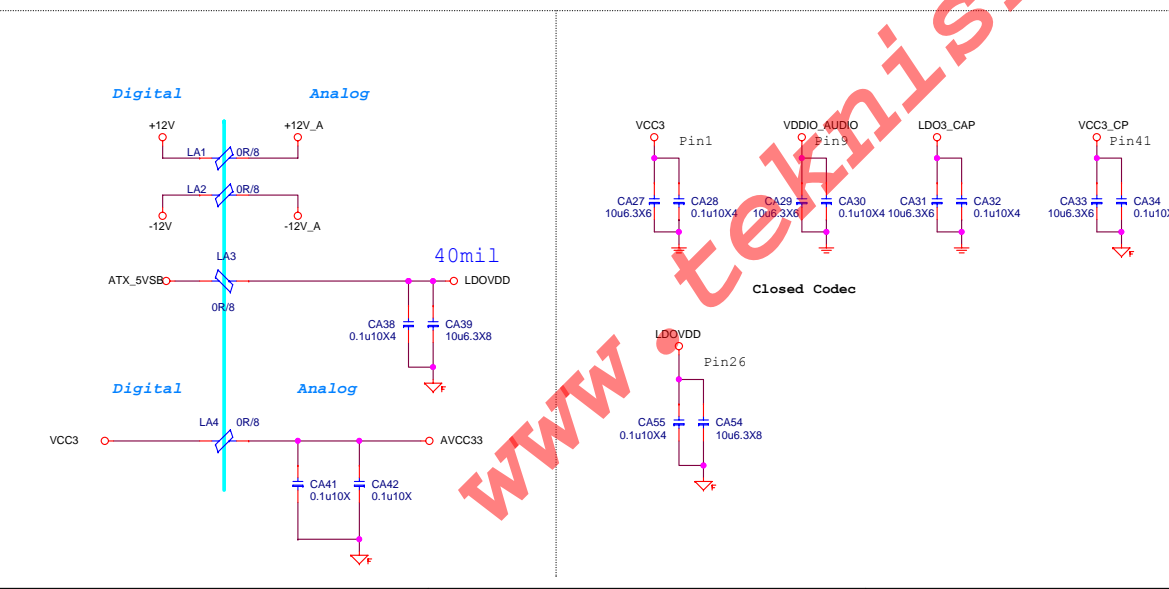 Digital
Analog
+12V
+12V_A
LA1
0R/8
LA2
0R/8
-12V
-12V_A
LA3
40mil
ATX_5VSB
LDOVDD
0R/8
CA38
0.1u10X4
CA39
10u6.3X8
F
Digital
Analog
LA4
0R/8
VCC3
AVCC33
CA41
0.1u10X
CA42
0.1u10X
F
VCC3
Pin1
CA27
10u6.3X6
CA28
0.1u10X4
VDDIO_AUDIO
Pin9
CA29
10u6.3X6
CA30
0.1u10X4
LDO3_CAP
CA31
10u6.3X6
CA32
0.1u10X4
VCC3_CP
Pin41
CA33
10u6.3X6
CA34
0.1u10X
F
Closed Codec
LDOVDD
Pin26
CA55
0.1u10X4
CA54
10u6.3X8
F
www.teknis